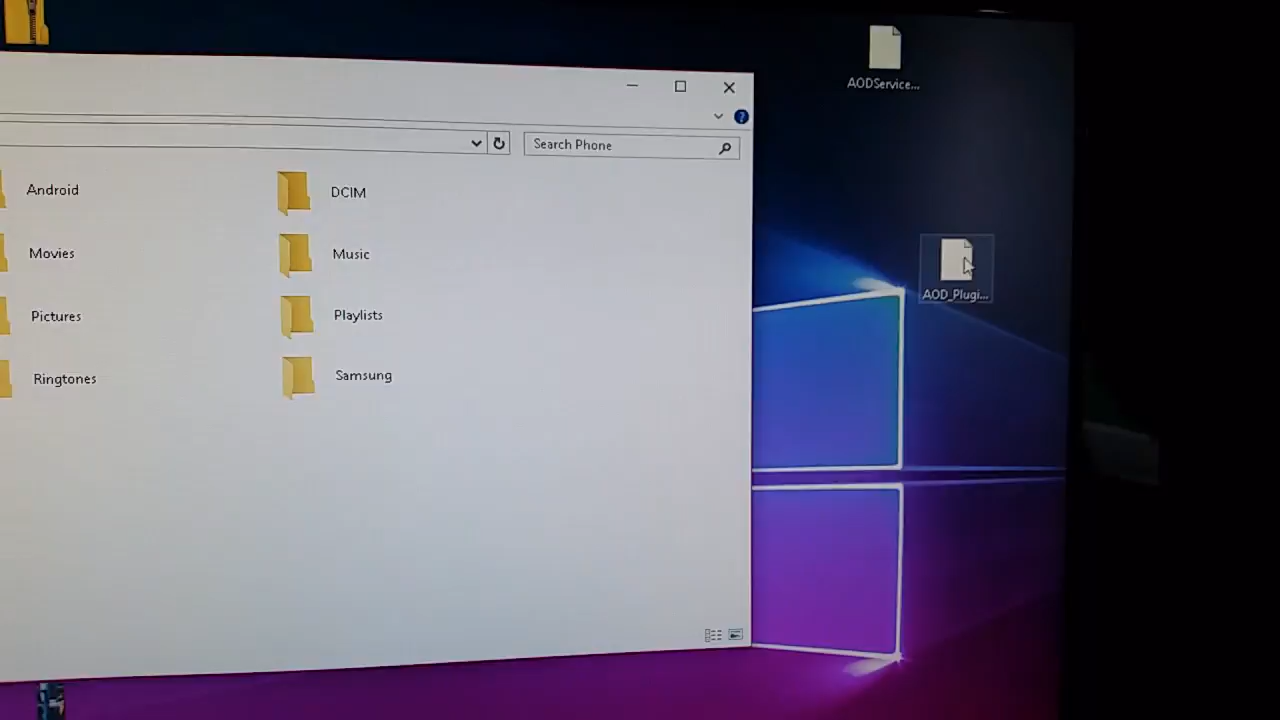 AODService...
?
Search Phone
Android
DCIM
Movies
Music
AOD_Plugi...
Pictures
Playlists
Ringtones
Samsung